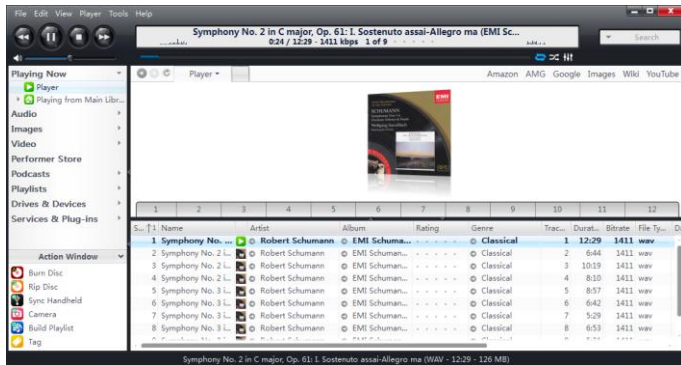 File Edit View Player Tools Help
Symphony No. 2 in C major, Op. 61: I. Sostenuto assai-Allegro ma (EMI Sc...
0:24 / 12:29 - 1411 kbps 1 of 9
Search
Playing Now
Player
Amazon AMG Google Images Wiki YouTube
Player
Playing from Main Libr...
Audio
Images
Video
Performer Store
Podcasts
Playlists
Drives & Devices
Services & Plug-ins
EMI
SCHUMANN
1 2 3 4 5 6 7 8 9 10 11 12
S... 1 Name Artist Album Rating Genre Trac... Durat... Bitrate File Ty... Da
1 Symphony No. ... Robert Schumann EMI Schuma... Classical 1 12:29 1411 wav
2 Symphony No. 2 i... Robert Schumann EMI Schuman... Classical 2 6:44 1411 wav
3 Symphony No. 2 i... Robert Schumann EMI Schuman... Classical 3 10:19 1411 wav
4 Symphony No. 2 i... Robert Schumann EMI Schuman... Classical 4 8:10 1411 wav
5 Symphony No. 3 i... Robert Schumann EMI Schuman... Classical 5 8:57 1411 wav
6 Symphony No. 3 i... Robert Schumann EMI Schuman... Classical 6 6:42 1411 wav
7 Symphony No. 3 i... Robert Schumann EMI Schuman... Classical 7 5:29 1411 wav
8 Symphony No. 3 i... Robert Schumann EMI Schuman... Classical 8 6:53 1411 wav
Action Window
Burn Disc
Rip Disc
Sync Handheld
Camera
Build Playlist
Tag
Symphony No. 2 in C major, Op. 61: I. Sostenuto assai-Allegro ma (WAV - 12:29 - 126 MB)